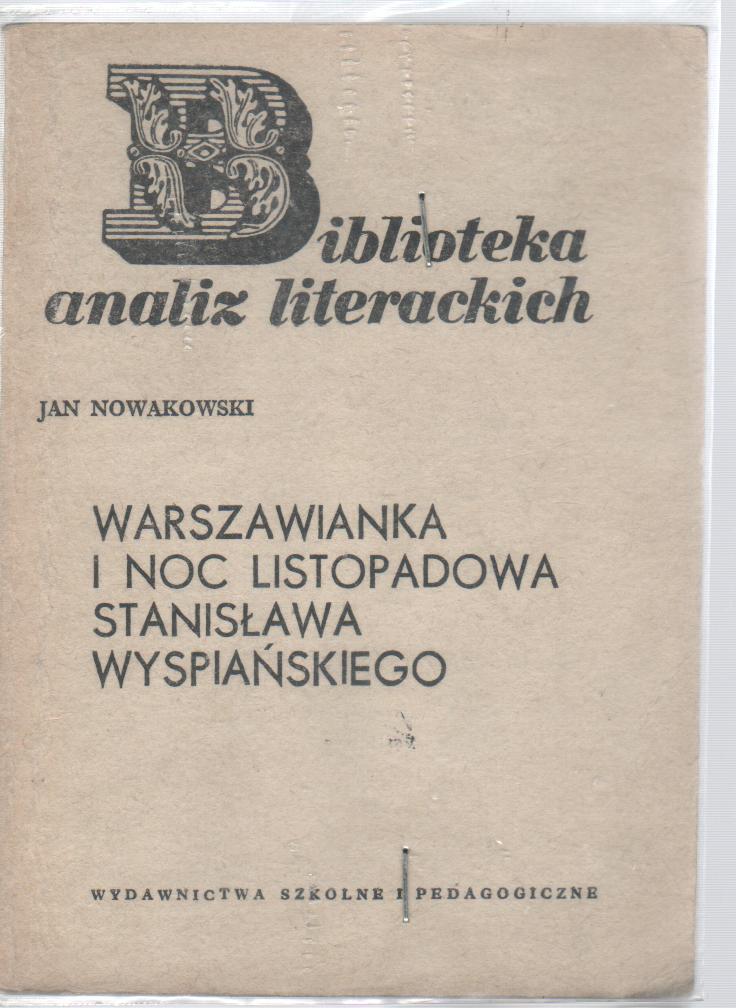 Biblioteka
analiz literackich
JAN NOWAKOWSKI
WARSZAWIANKA
I NOC LISTOPADOWA
STANISŁAWA
WYSPIAŃSKIEGO
WYDAWNICTWA SZKOLNE I PEDAGOGICZNE